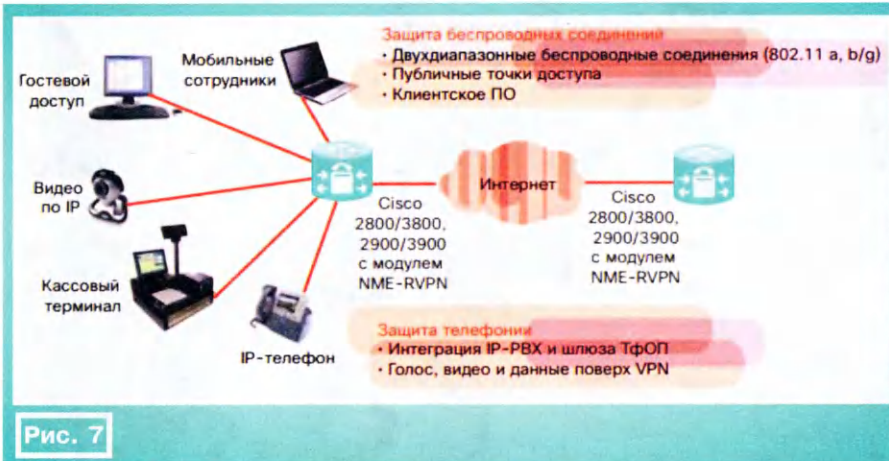 Защита беспроводных соединений
· Двухдиапазонные беспроводные соединения (802.11 a, b/g)
· Публичные точки доступа
· Клиентское ПО
Мобильные
сотрудники
Гостевой
доступ
Видео
по IP
Кассовый
терминал
IP-телефон
Cisco
2800/3800,
2900/3900
с модулем
NME-RVPN
Интернет
Cisco
2800/3800,
2900/3900
с модулем
NME-RVPN
Защита телефонии
· Интеграция IP-PBX и шлюза ТфОП
· Голос, видео и данные поверх VPN
Рис. 7